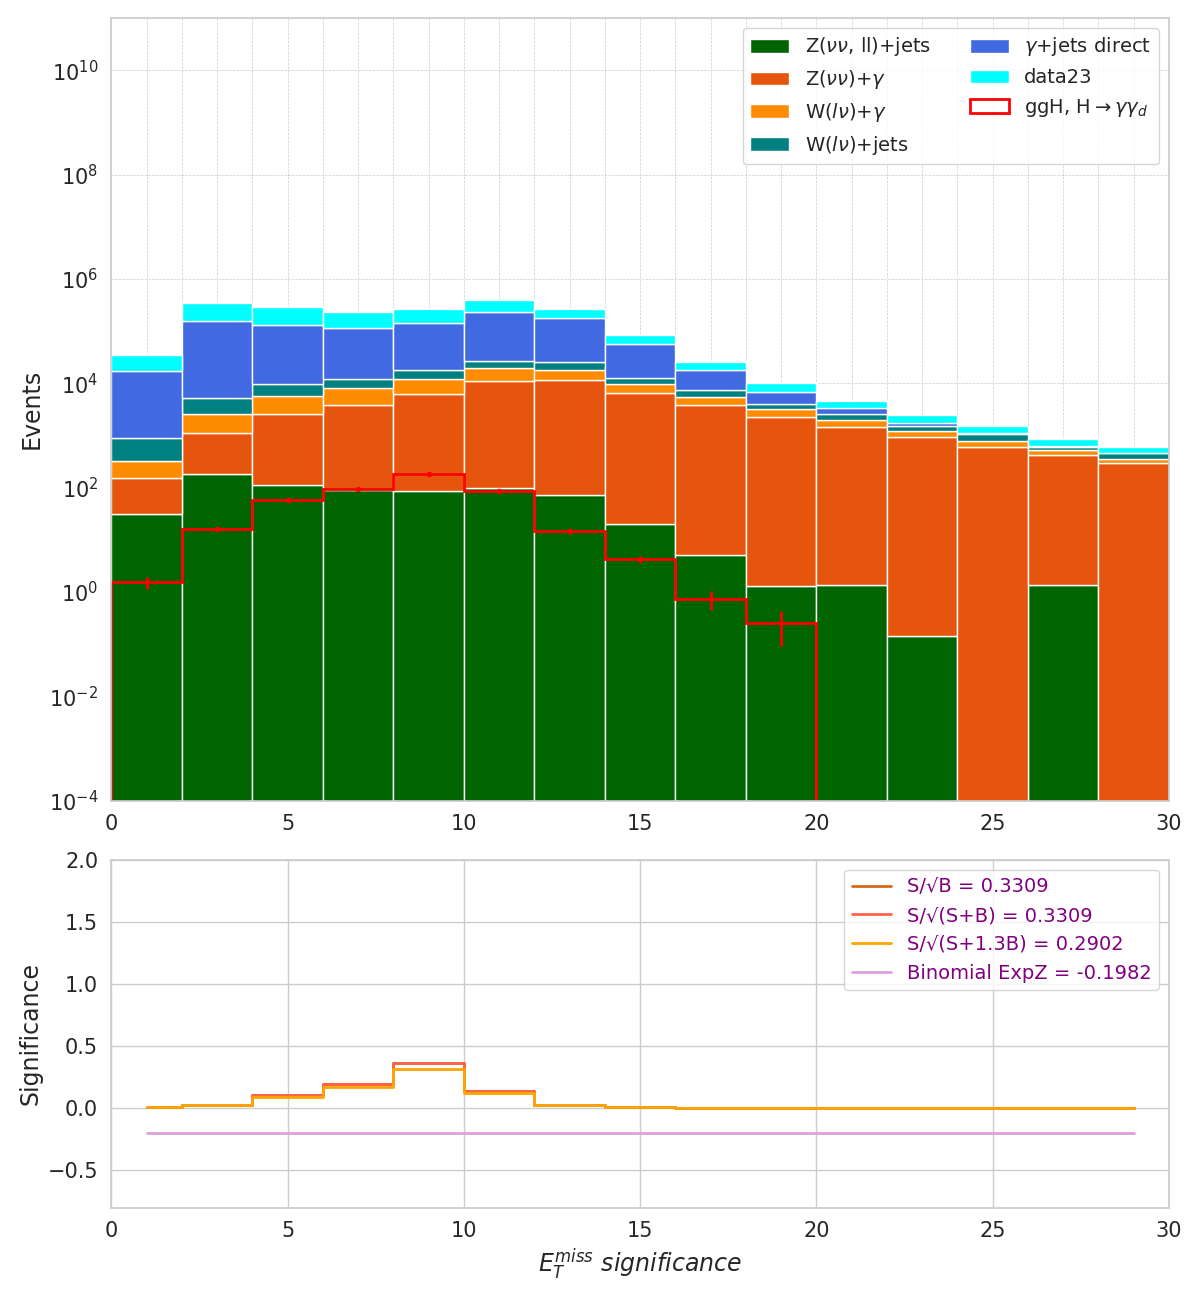 Z(νν, ll)+jets
Z(νν)+γ
W(lν)+γ
W(lν)+jets
γ+jets direct
data23
ggH, H→γγ_d
Events
10^10
10^8
10^6
10^4
10^2
10^0
10^−2
10^−4
0 5 10 15 20 25 30
S/√B = 0.3309
S/√(S+B) = 0.3309
S/√(S+1.3B) = 0.2902
Binomial ExpZ = -0.1982
Significance
2.0
1.5
1.0
0.5
0.0
−0.5
0 5 10 15 20 25 30
E_T^miss significance